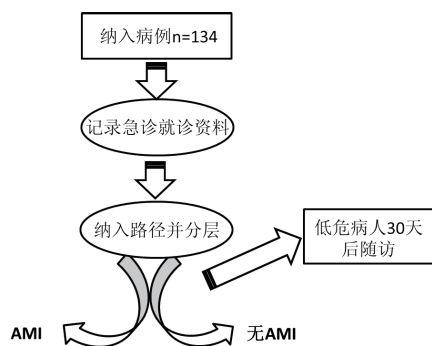 纳入病例n=134
记录急诊就诊资料
纳入路径并分层
低危病人30天
后随访
AMI
无AMI